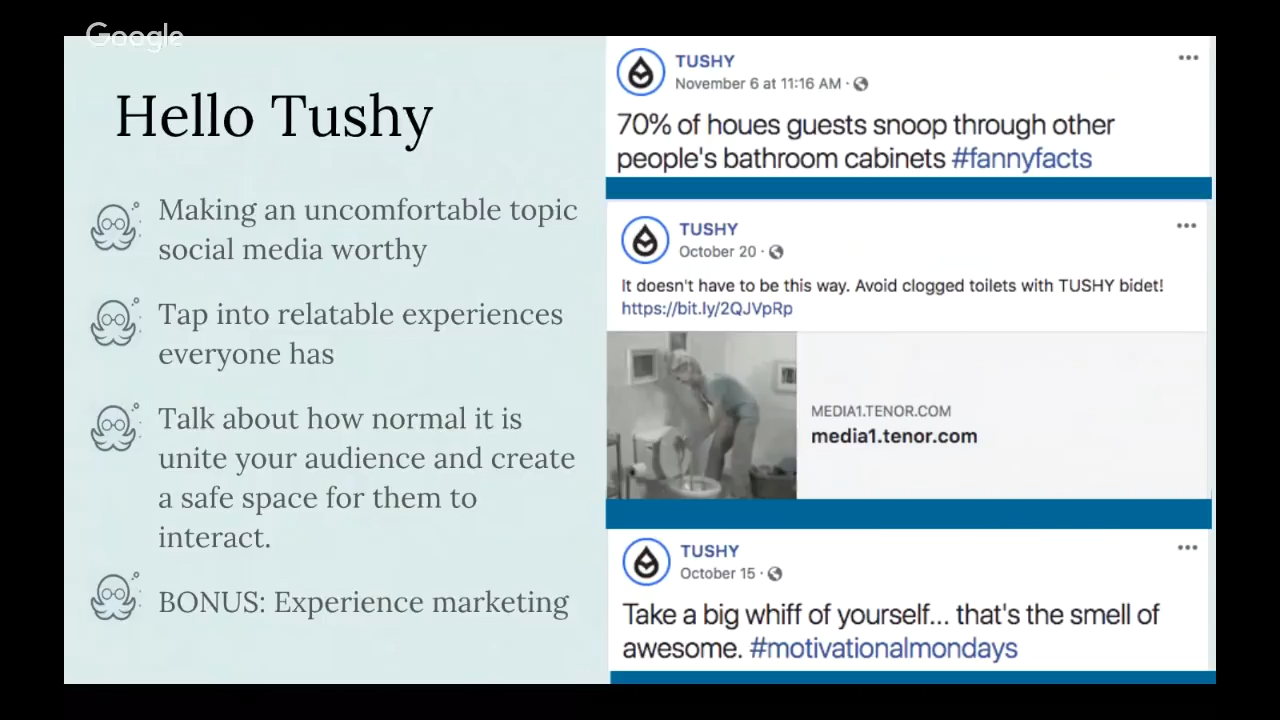 Google
Hello Tushy
Making an uncomfortable topic
social media worthy
Tap into relatable experiences
everyone has
Talk about how normal it is
unite your audience and create
a safe space for them to
interact.
BONUS: Experience marketing
TUSHY
November 6 at 11:16 AM ·
70% of houes guests snoop through other
people's bathroom cabinets #fannyfacts
TUSHY
October 20 ·
It doesn't have to be this way. Avoid clogged toilets with TUSHY bidet!
https://bit.ly/2QJVpRp
MEDIA1.TENOR.COM
media1.tenor.com
TUSHY
October 15 ·
Take a big whiff of yourself... that's the smell of
awesome. #motivationalmondays